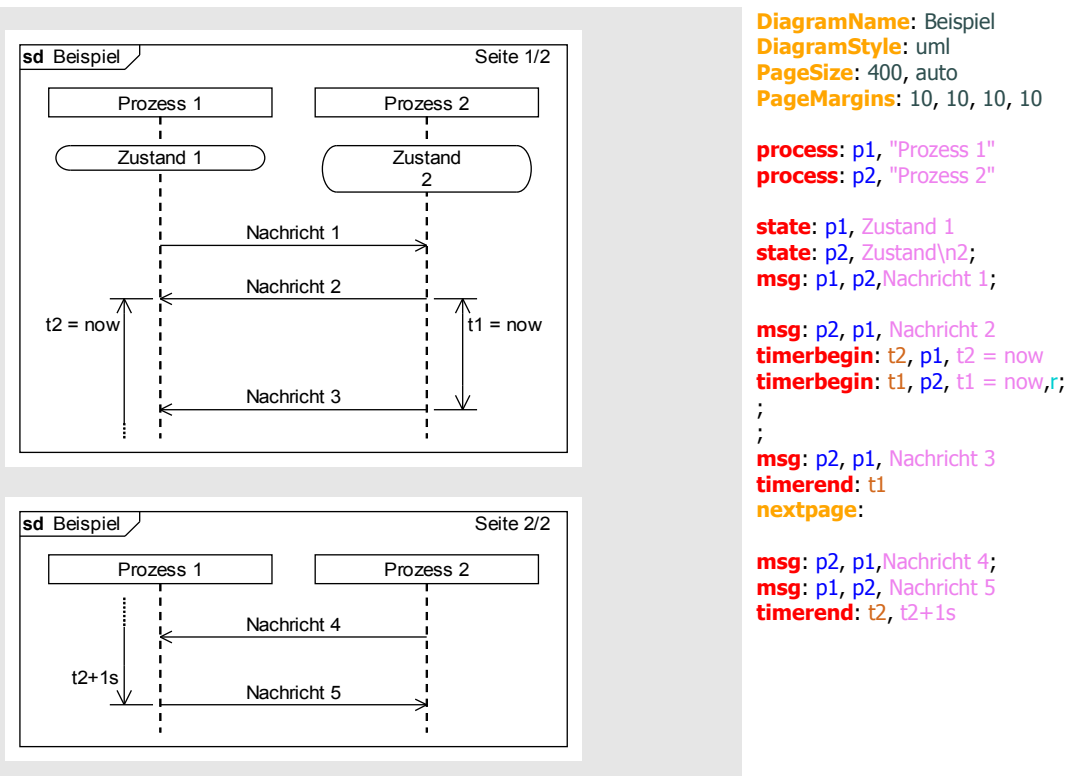 sd Beispiel
Seite 1/2
Prozess 1
Prozess 2
Zustand 1
Zustand
2
Nachricht 1
Nachricht 2
t2 = now
t1 = now
Nachricht 3
sd Beispiel
Seite 2/2
Prozess 1
Prozess 2
Nachricht 4
t2+1s
Nachricht 5
DiagramName: Beispiel
DiagramStyle: uml
PageSize: 400, auto
PageMargins: 10, 10, 10, 10
process: p1, "Prozess 1"
process: p2, "Prozess 2"
state: p1, Zustand 1
state: p2, Zustand\n2;
msg: p1, p2,Nachricht 1;
msg: p2, p1, Nachricht 2
timerbegin: t2, p1, t2 = now
timerbegin: t1, p2, t1 = now,r;
;
;
msg: p2, p1, Nachricht 3
timerend: t1
nextpage:
msg: p2, p1,Nachricht 4;
msg: p1, p2, Nachricht 5
timerend: t2, t2+1s